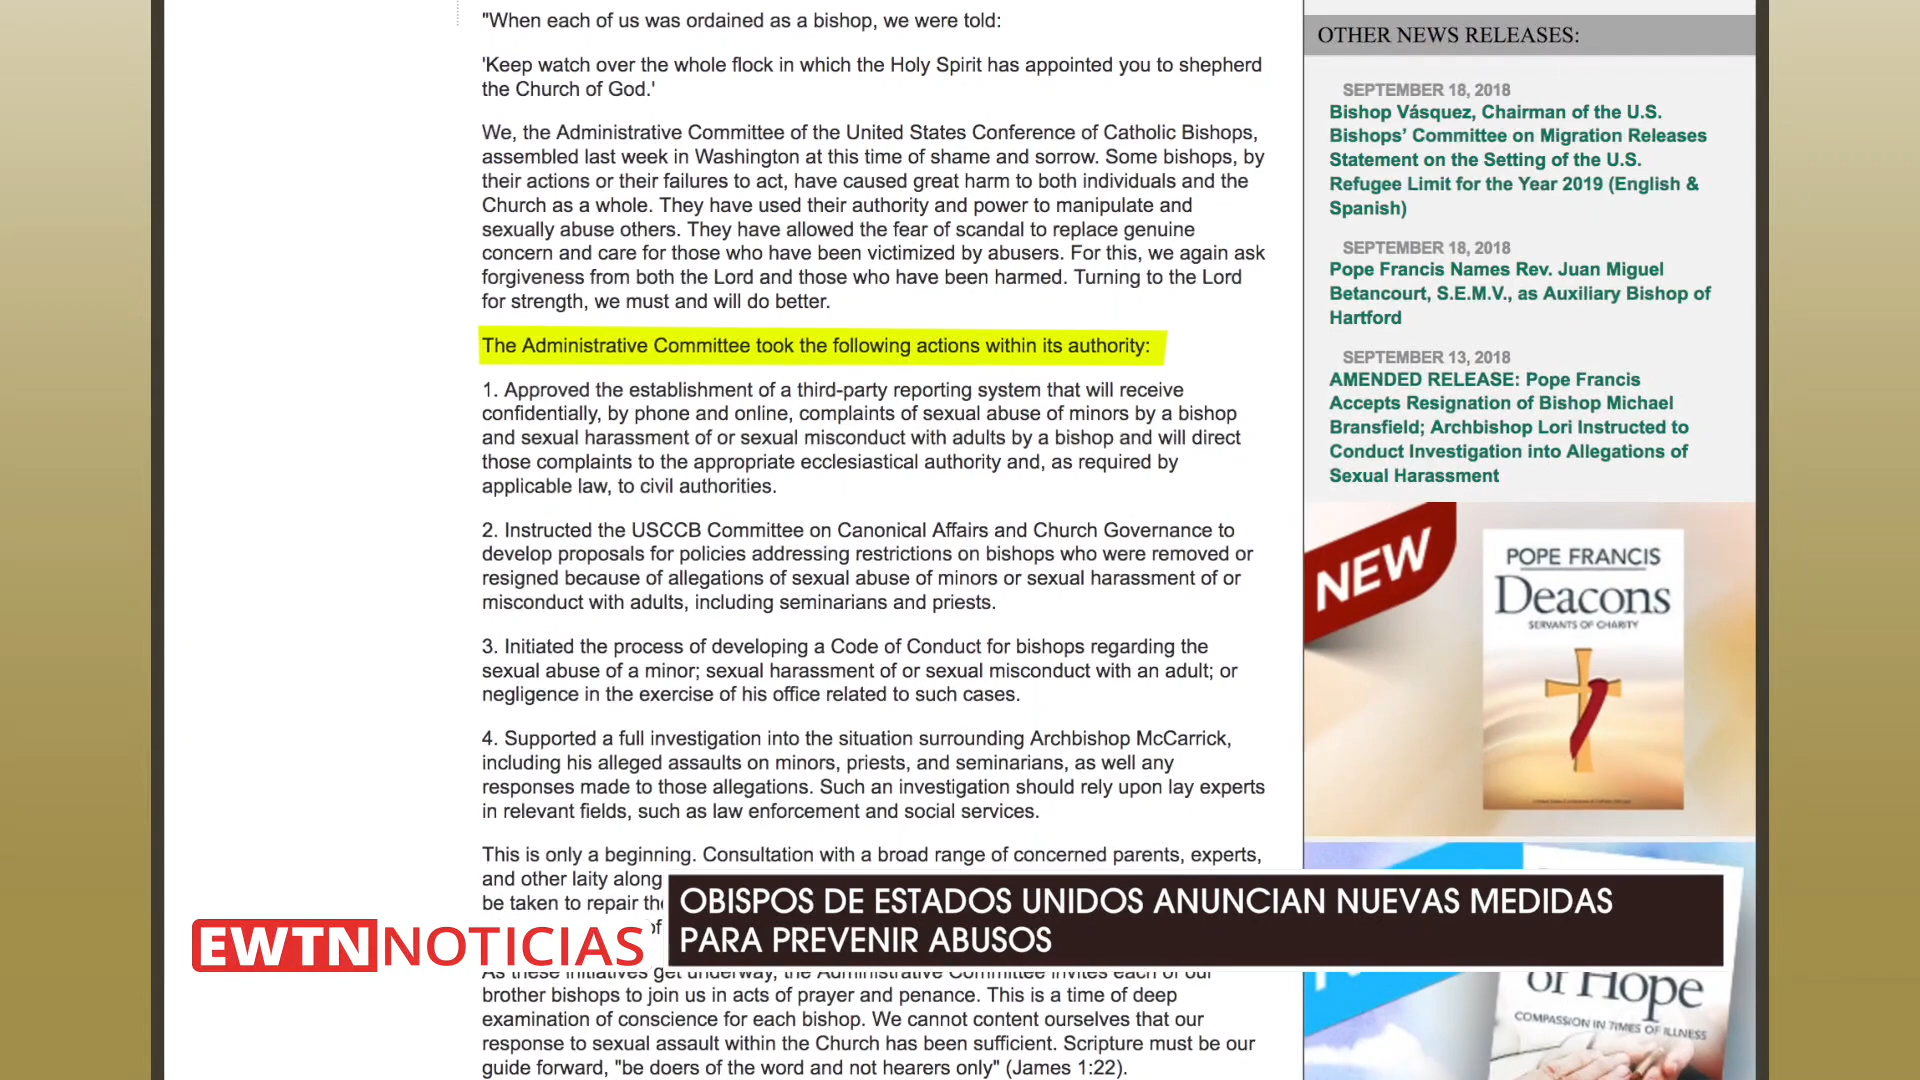 "When each of us was ordained as a bishop, we were told:
'Keep watch over the whole flock in which the Holy Spirit has appointed you to shepherd
the Church of God.'
We, the Administrative Committee of the United States Conference of Catholic Bishops,
assembled last week in Washington at this time of shame and sorrow. Some bishops, by
their actions or their failures to act, have caused great harm to both individuals and the
Church as a whole. They have used their authority and power to manipulate and
sexually abuse others. They have allowed the fear of scandal to replace genuine
concern and care for those who have been victimized by abusers. For this, we again ask
forgiveness from both the Lord and those who have been harmed. Turning to the Lord
for strength, we must and will do better.
The Administrative Committee took the following actions within its authority:
1. Approved the establishment of a third-party reporting system that will receive
confidentially, by phone and online, complaints of sexual abuse of minors by a bishop
and sexual harassment of or sexual misconduct with adults by a bishop and will direct
those complaints to the appropriate ecclesiastical authority and, as required by
applicable law, to civil authorities.
2. Instructed the USCCB Committee on Canonical Affairs and Church Governance to
develop proposals for policies addressing restrictions on bishops who were removed or
resigned because of allegations of sexual abuse of minors or sexual harassment of or
misconduct with adults, including seminarians and priests.
3. Initiated the process of developing a Code of Conduct for bishops regarding the
sexual abuse of a minor; sexual harassment of or sexual misconduct with an adult; or
negligence in the exercise of his office related to such cases.
4. Supported a full investigation into the situation surrounding Archbishop McCarrick,
including his alleged assaults on minors, priests, and seminarians, as well any
responses made to those allegations. Such an investigation should rely upon lay experts
in relevant fields, such as law enforcement and social services.
This is only a beginning. Consultation with a broad range of concerned parents, experts,
and other laity along
be taken to repair the
of
As these initiatives get underway, the Administrative Committee invites each of our
brother bishops to join us in acts of prayer and penance. This is a time of deep
examination of conscience for each bishop. We cannot content ourselves that our
response to sexual assault within the Church has been sufficient. Scripture must be our
guide forward, "be doers of the word and not hearers only" (James 1:22).
OTHER NEWS RELEASES:
SEPTEMBER 18, 2018
Bishop Vásquez, Chairman of the U.S.
Bishops' Committee on Migration Releases
Statement on the Setting of the U.S.
Refugee Limit for the Year 2019 (English &
Spanish)
SEPTEMBER 18, 2018
Pope Francis Names Rev. Juan Miguel
Betancourt, S.E.M.V., as Auxiliary Bishop of
Hartford
SEPTEMBER 13, 2018
AMENDED RELEASE: Pope Francis
Accepts Resignation of Bishop Michael
Bransfield; Archbishop Lori Instructed to
Conduct Investigation into Allegations of
Sexual Harassment
NEW
POPE FRANCIS
Deacons
SERVANTS OF CHARITY
of Hope
COMPASSION IN TIMES OF ILLNESS
EWTN NOTICIAS
OBISPOS DE ESTADOS UNIDOS ANUNCIAN NUEVAS MEDIDAS
PARA PREVENIR ABUSOS